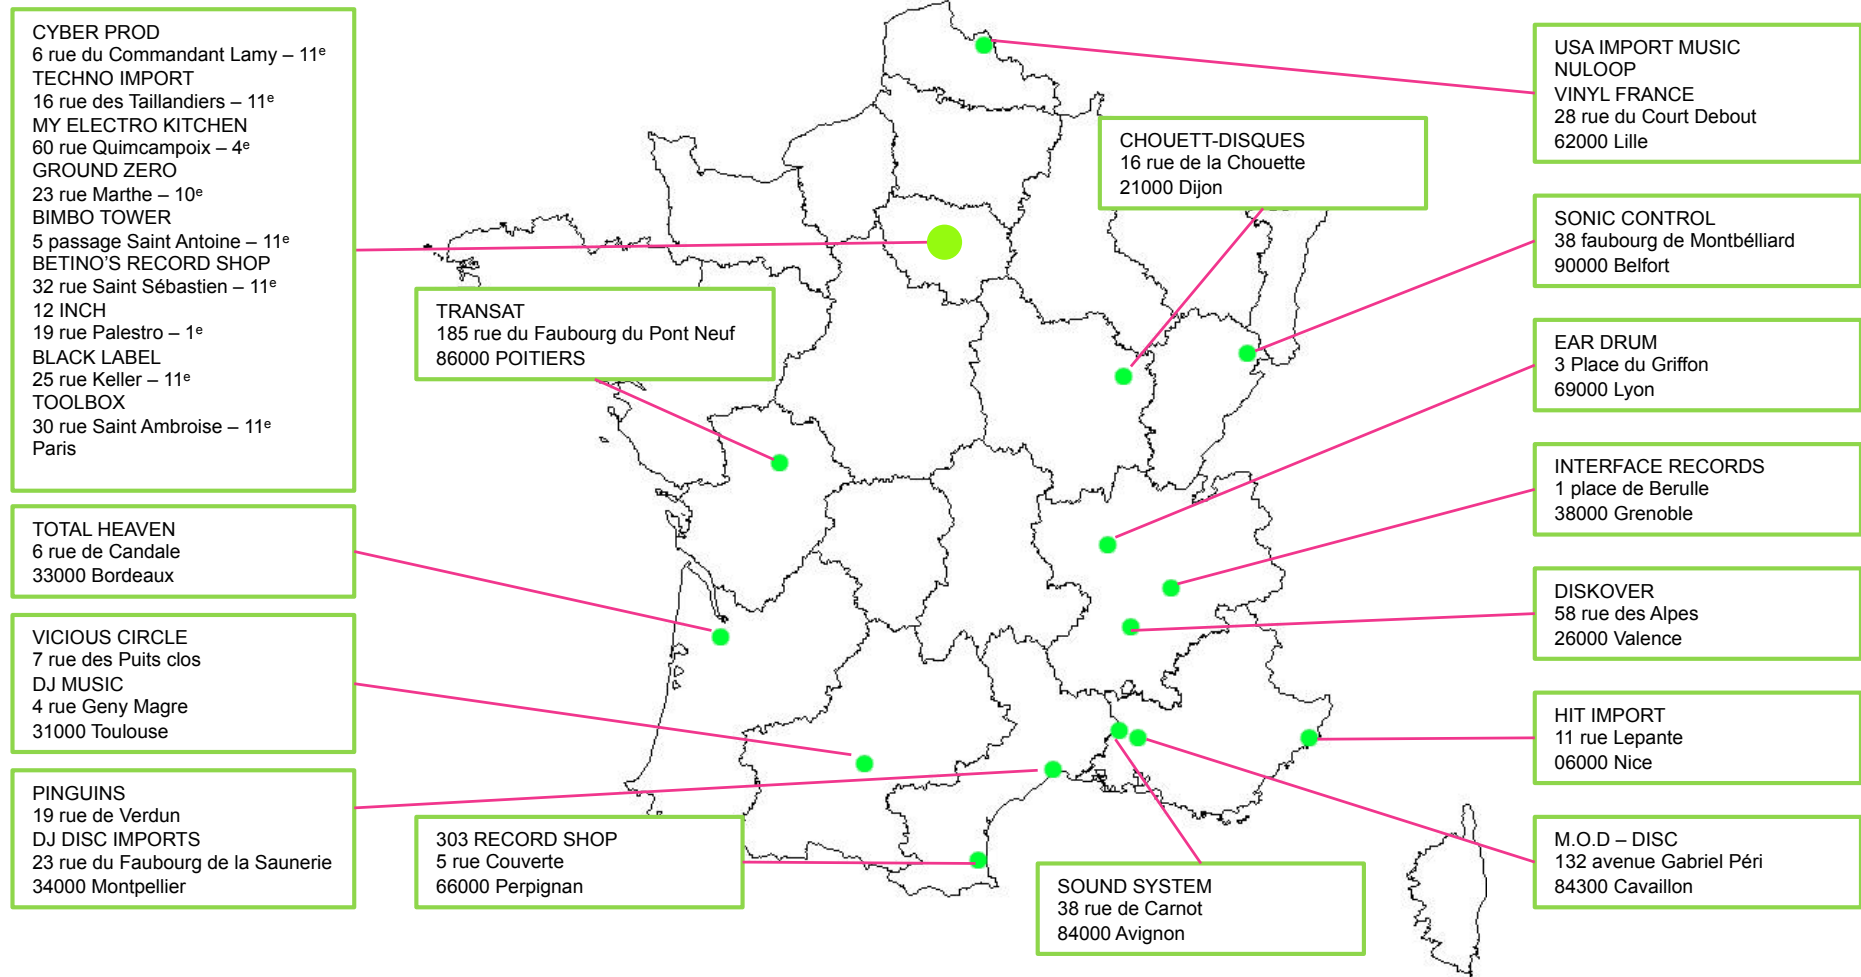 CYBER PROD
6 rue du Commandant Lamy – 11e
TECHNO IMPORT
16 rue des Taillandiers – 11e
MY ELECTRO KITCHEN
60 rue Quimcampoix – 4e
GROUND ZERO
23 rue Marthe – 10e
BIMBO TOWER
5 passage Saint Antoine – 11e
BETINO'S RECORD SHOP
32 rue Saint Sébastien – 11e
12 INCH
19 rue Palestro – 1e
BLACK LABEL
25 rue Keller – 11e
TOOLBOX
30 rue Saint Ambroise – 11e
Paris
TOTAL HEAVEN
6 rue de Candale
33000 Bordeaux
VICIOUS CIRCLE
7 rue des Puits clos
DJ MUSIC
4 rue Geny Magre
31000 Toulouse
PINGUINS
19 rue de Verdun
DJ DISC IMPORTS
23 rue du Faubourg de la Saunerie
34000 Montpellier
TRANSAT
185 rue du Faubourg du Pont Neuf
86000 POITIERS
303 RECORD SHOP
5 rue Couverte
66000 Perpignan
CHOUETT-DISQUES
16 rue de la Chouette
21000 Dijon
SOUND SYSTEM
38 rue de Carnot
84000 Avignon
USA IMPORT MUSIC
NULOOP
VINYL FRANCE
28 rue du Court Debout
62000 Lille
SONIC CONTROL
38 faubourg de Montbélliard
90000 Belfort
EAR DRUM
3 Place du Griffon
69000 Lyon
INTERFACE RECORDS
1 place de Berulle
38000 Grenoble
DISKOVER
58 rue des Alpes
26000 Valence
HIT IMPORT
11 rue Lepante
06000 Nice
M.O.D – DISC
132 avenue Gabriel Péri
84300 Cavaillon